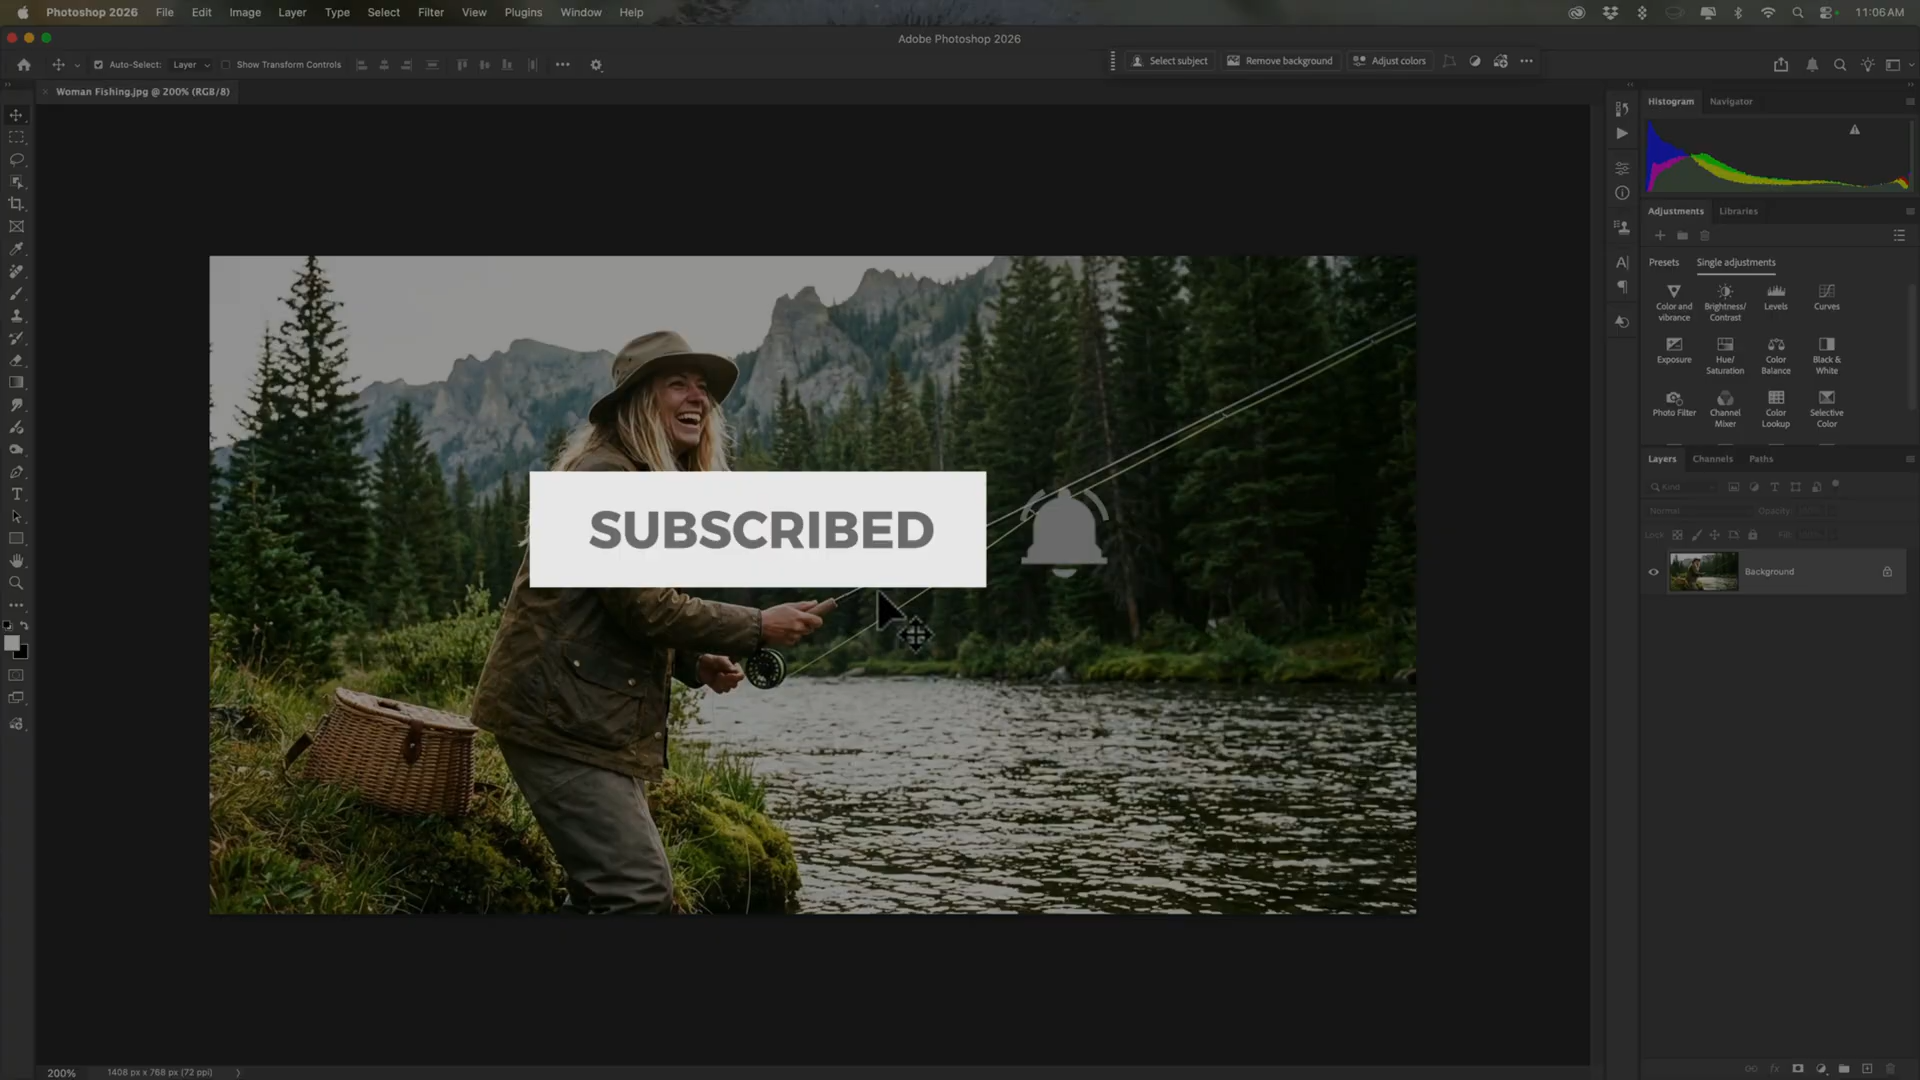 Photoshop 2026 File Edit Image Layer Type Select Filter View Plugins Window Help 11:06 AM
Adobe Photoshop 2026
Auto-Select: Layer Show Transform Controls
Select subject Remove background Adjust colors
Woman Fishing.jpg @ 200% (RGB/8)
Histogram Navigator
Adjustments Libraries
Presets Single adjustments
Color and vibrance
Brightness/Contrast
Levels
Curves
Exposure
Hue/Saturation
Color Balance
Black & White
Photo Filter
Channel Mixer
Color Lookup
Selective Color
Layers Channels Paths
Kind
Normal Opacity: 100%
Lock Fill: 100%
Background
SUBSCRIBED
200% 1408 px x 768 px (72 ppi)